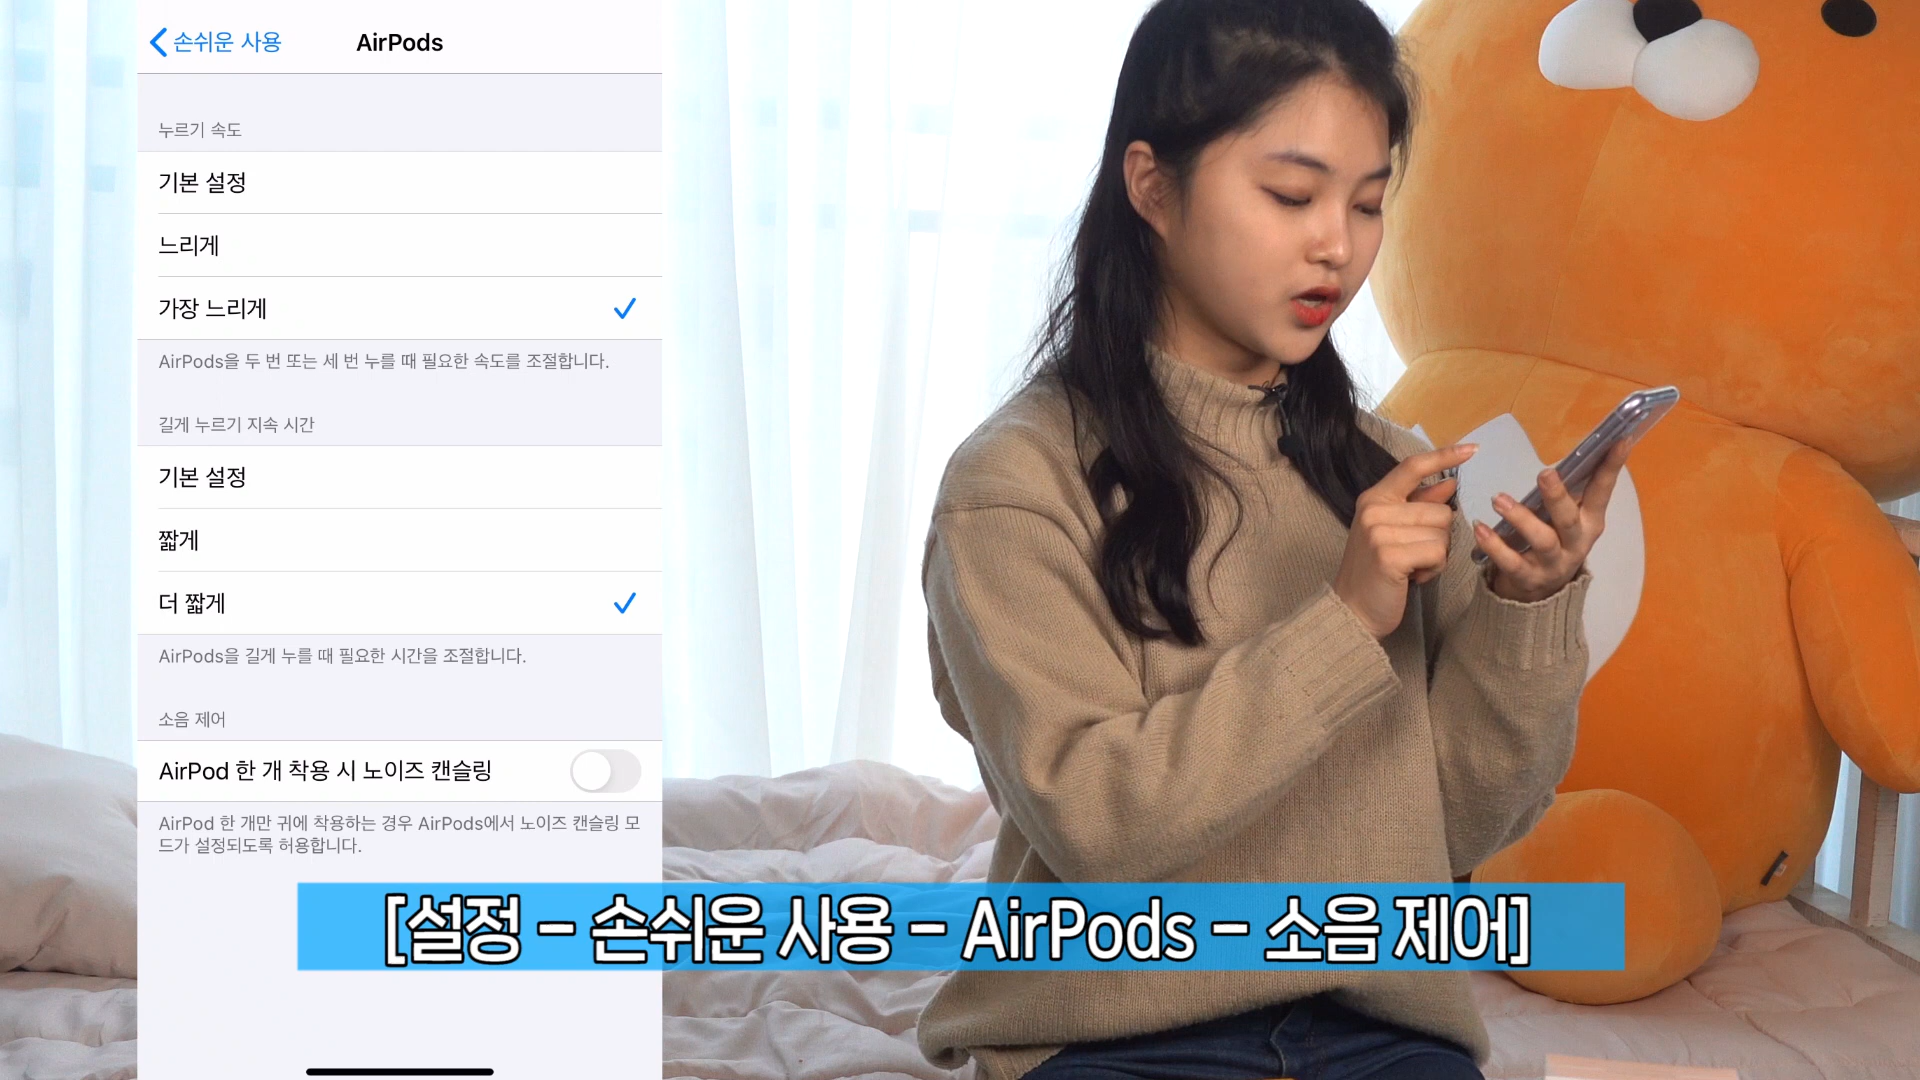 손쉬운 사용
AirPods
누르기 속도
기본 설정
느리게
가장 느리게
AirPods을 두 번 또는 세 번 누를 때 필요한 속도를 조절합니다.
길게 누르기 지속 시간
기본 설정
짧게
더 짧게
AirPods을 길게 누를 때 필요한 시간을 조절합니다.
소음 제어
AirPod 한 개 착용 시 노이즈 캔슬링
AirPod 한 개만 귀에 착용하는 경우 AirPods에서 노이즈 캔슬링 모
드가 설정되도록 허용합니다.
[설정 – 손쉬운 사용 – AirPods – 소음 제어]